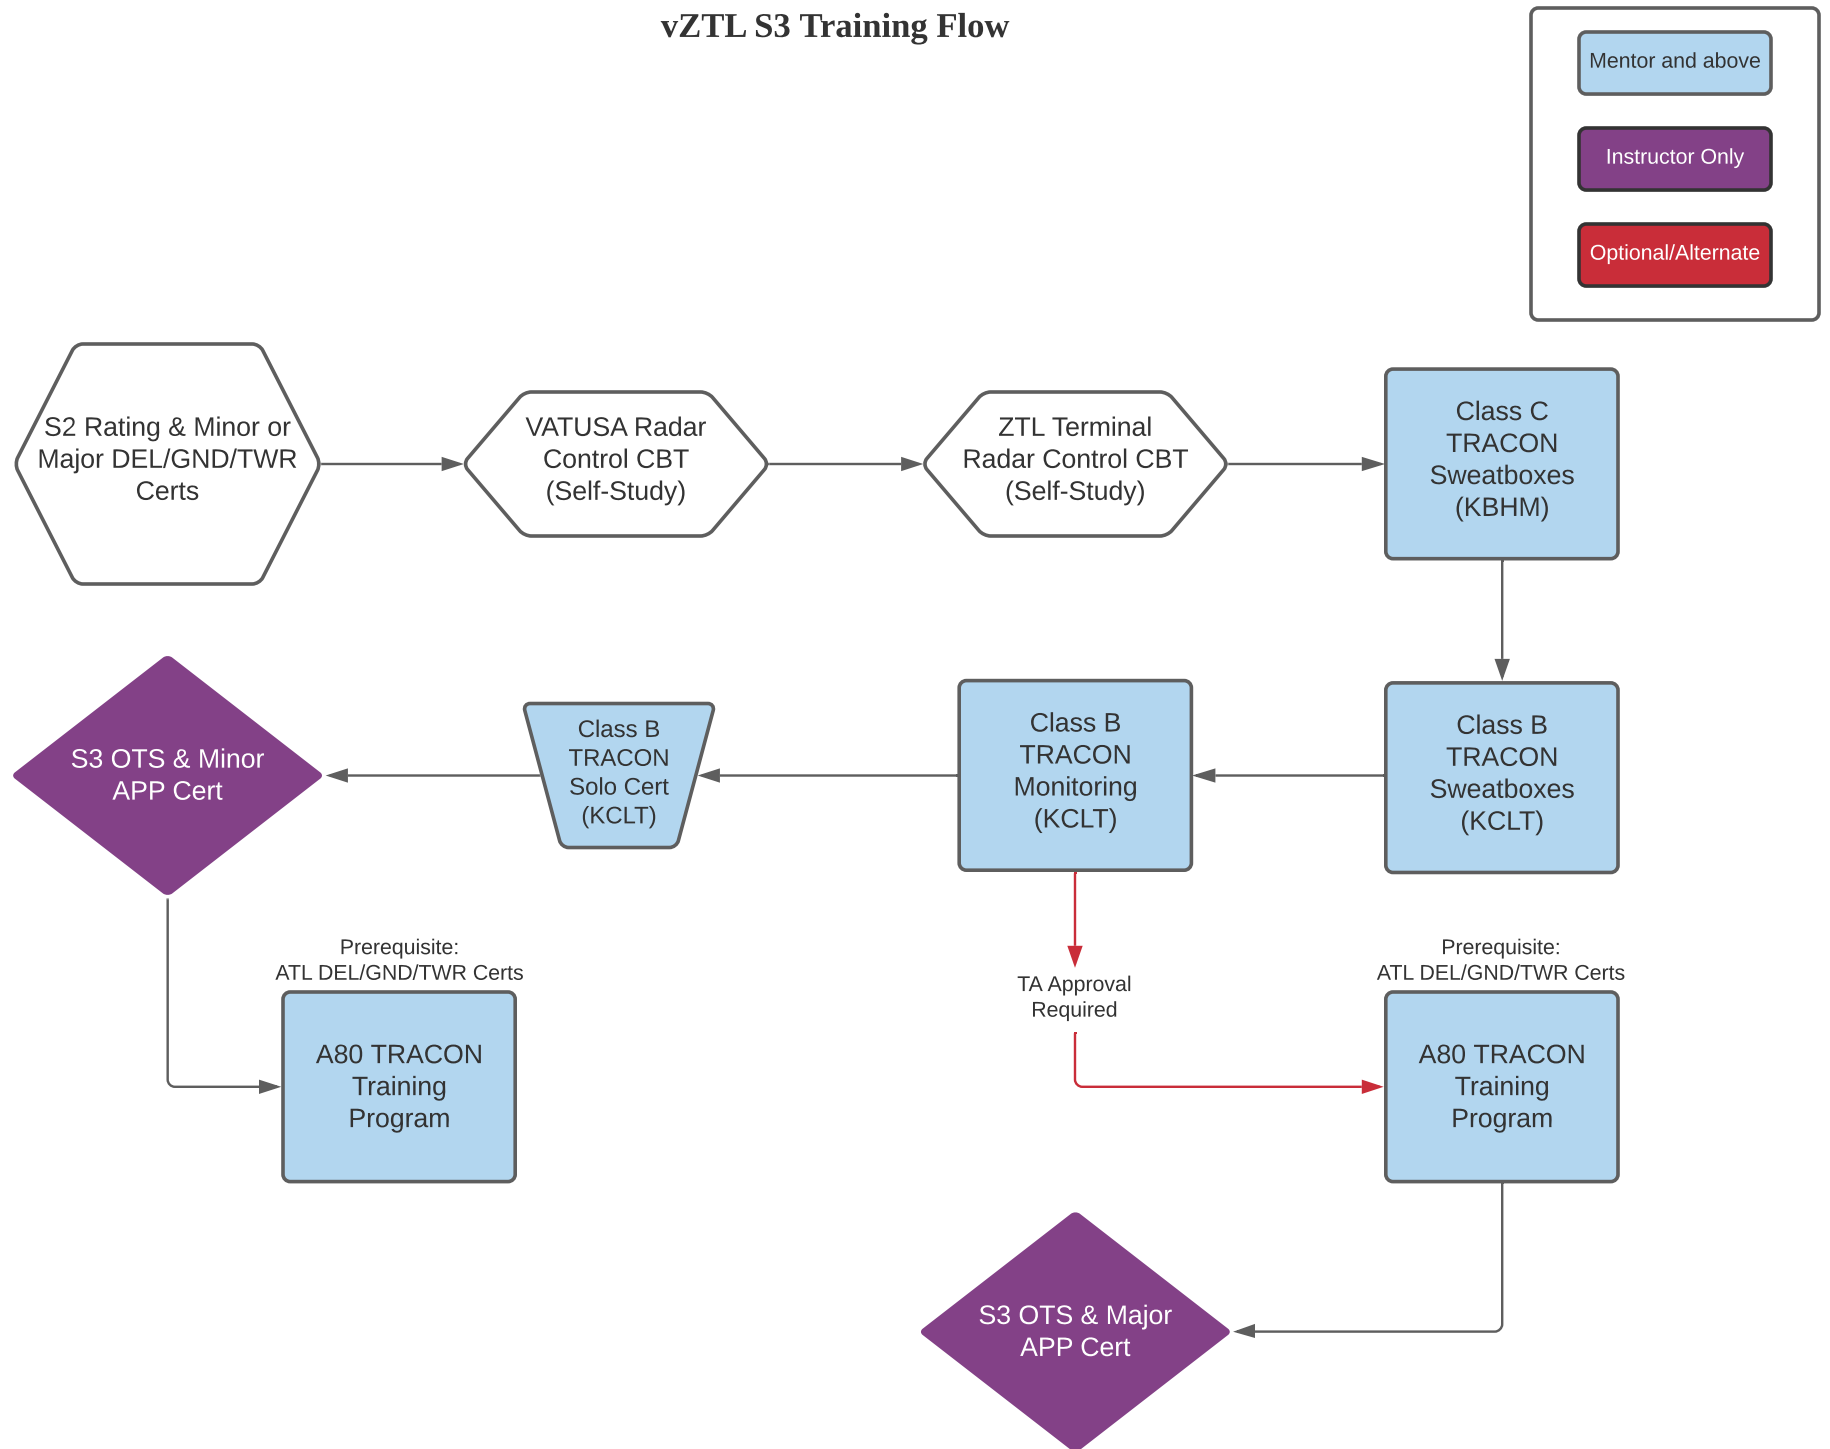 vZTL S3 Training Flow
Mentor and above
Instructor Only
Optional/Alternate
S2 Rating & Minor or
Major DEL/GND/TWR
Certs
VATUSA Radar
Control CBT
(Self-Study)
ZTL Terminal
Radar Control CBT
(Self-Study)
Class C
TRACON
Sweatboxes
(KBHM)
Class B
TRACON
Sweatboxes
(KCLT)
Class B
TRACON
Monitoring
(KCLT)
Class B
TRACON
Solo Cert
(KCLT)
S3 OTS & Minor
APP Cert
Prerequisite:
ATL DEL/GND/TWR Certs
A80 TRACON
Training
Program
TA Approval
Required
Prerequisite:
ATL DEL/GND/TWR Certs
A80 TRACON
Training
Program
S3 OTS & Major
APP Cert